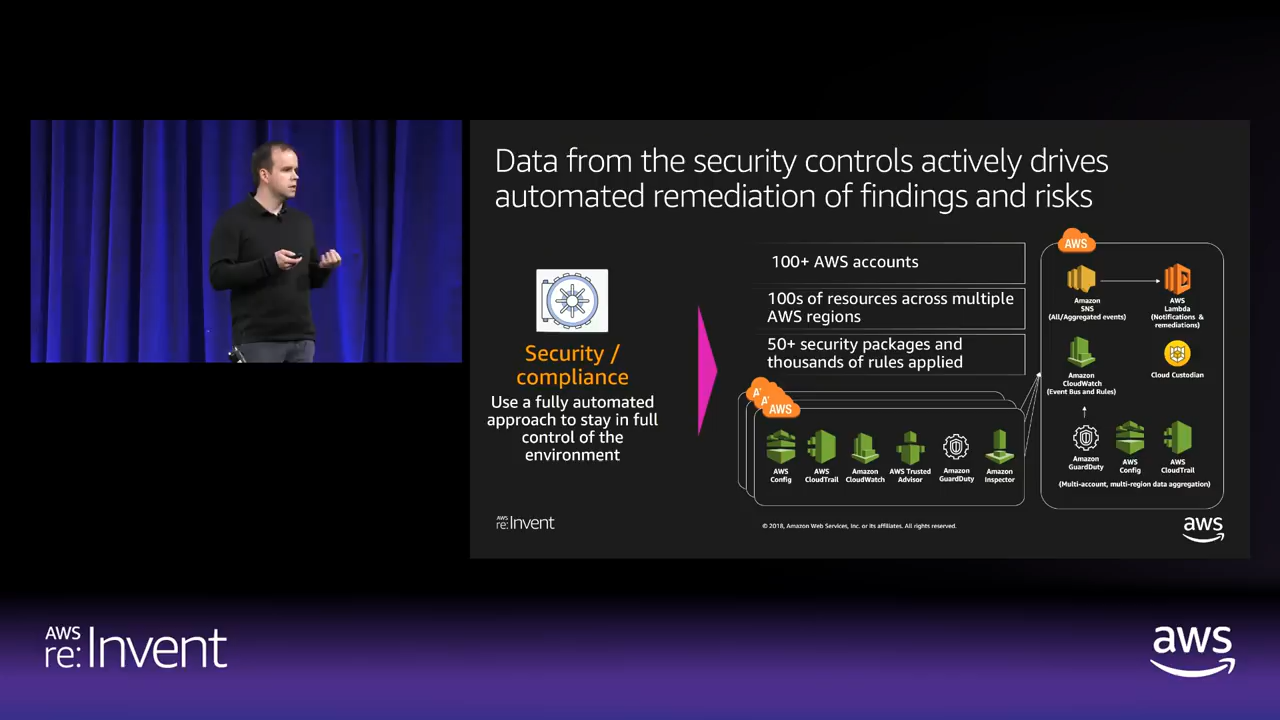 Data from the security controls actively drives
automated remediation of findings and risks
Security /
compliance
Use a fully automated
approach to stay in full
control of the
environment
100+ AWS accounts
100s of resources across multiple
AWS regions
50+ security packages and
thousands of rules applied
A
A
AWS
AWS
Config
AWS
CloudTrail
Amazon
CloudWatch
AWS Trusted
Advisor
Amazon
GuardDuty
Amazon
Inspector
AWS
Amazon
SNS
(All/Aggregated events)
AWS
Lambda
(Notifications &
remediations)
Amazon
CloudWatch
(Event Bus and Rules)
Cloud Custodian
Amazon
GuardDuty
AWS
Config
AWS
CloudTrail
(Multi-account, multi-region data aggregation)
AWS
re:Invent
© 2018, Amazon Web Services, Inc. or its affiliates. All rights reserved.
aws
AWS
re:Invent
aws